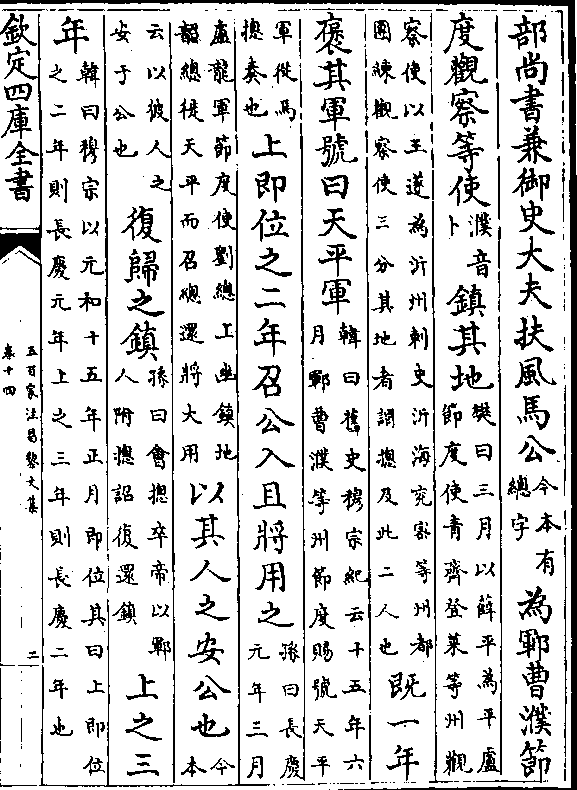 部尚書兼御史大夫扶風馬公今本有總字為鄆曹濮節
度觀察等使濮音卜鎮其地樊曰三月以薛平為平盧節度使青齊登萊等州觀
察使以王遂為沂州刺史沂海兗密等州都團練觀察使三分其地者謂摠及此二人也既一年
褒其軍號曰天平軍韓曰舊史穆宗紀云十五年六月鄆曹濮等州節度賜號天平
軍從馬摠奏也上即位之二年召公入且將用之孫曰長慶元年三月
盧龍軍節度使劉總上幽鎮地詔總徙天平而召摠還將大用以其人之安公也今本
云以彼人之安于公也復歸之鎮孫曰會摠卒帝以鄆人附摠詔復還鎮上之三
年韓曰穆宗以元和十五年正月即位其曰上即位之二年則長慶元年上之三年則長慶二年也
欽定四庫全書
五百家注昌黎文集
卷十四
二